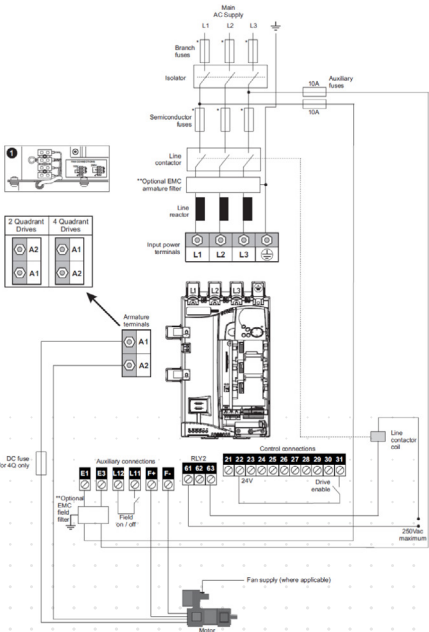 Main
AC Supply
L1 L2 L3
Branch
fuses
Isolator
Auxiliary
fuses
10A
10A
Semiconductor
fuses
1
Line
contactor
**Optional EMC
armature filter
Line
reactor
2 Quadrant
Drives
4 Quadrant
Drives
A2 A1
A1 A2
Input power
terminals
L1 L2 L3
L1 L2 L3
Armature
terminals
A1
A2
Line
contactor
coil
DC fuse
for 4Q only
Auxiliary connections
RLY2
Control connections
E1 E3 L12 L11 F+ F-
61 62 63
21 22 23 24 25 26 27 28 29 30 31
24V
Drive
enable
**Optional
EMC
field
filter
Field
on / off
250Vac
maximum
Fan supply (where applicable)
Motor